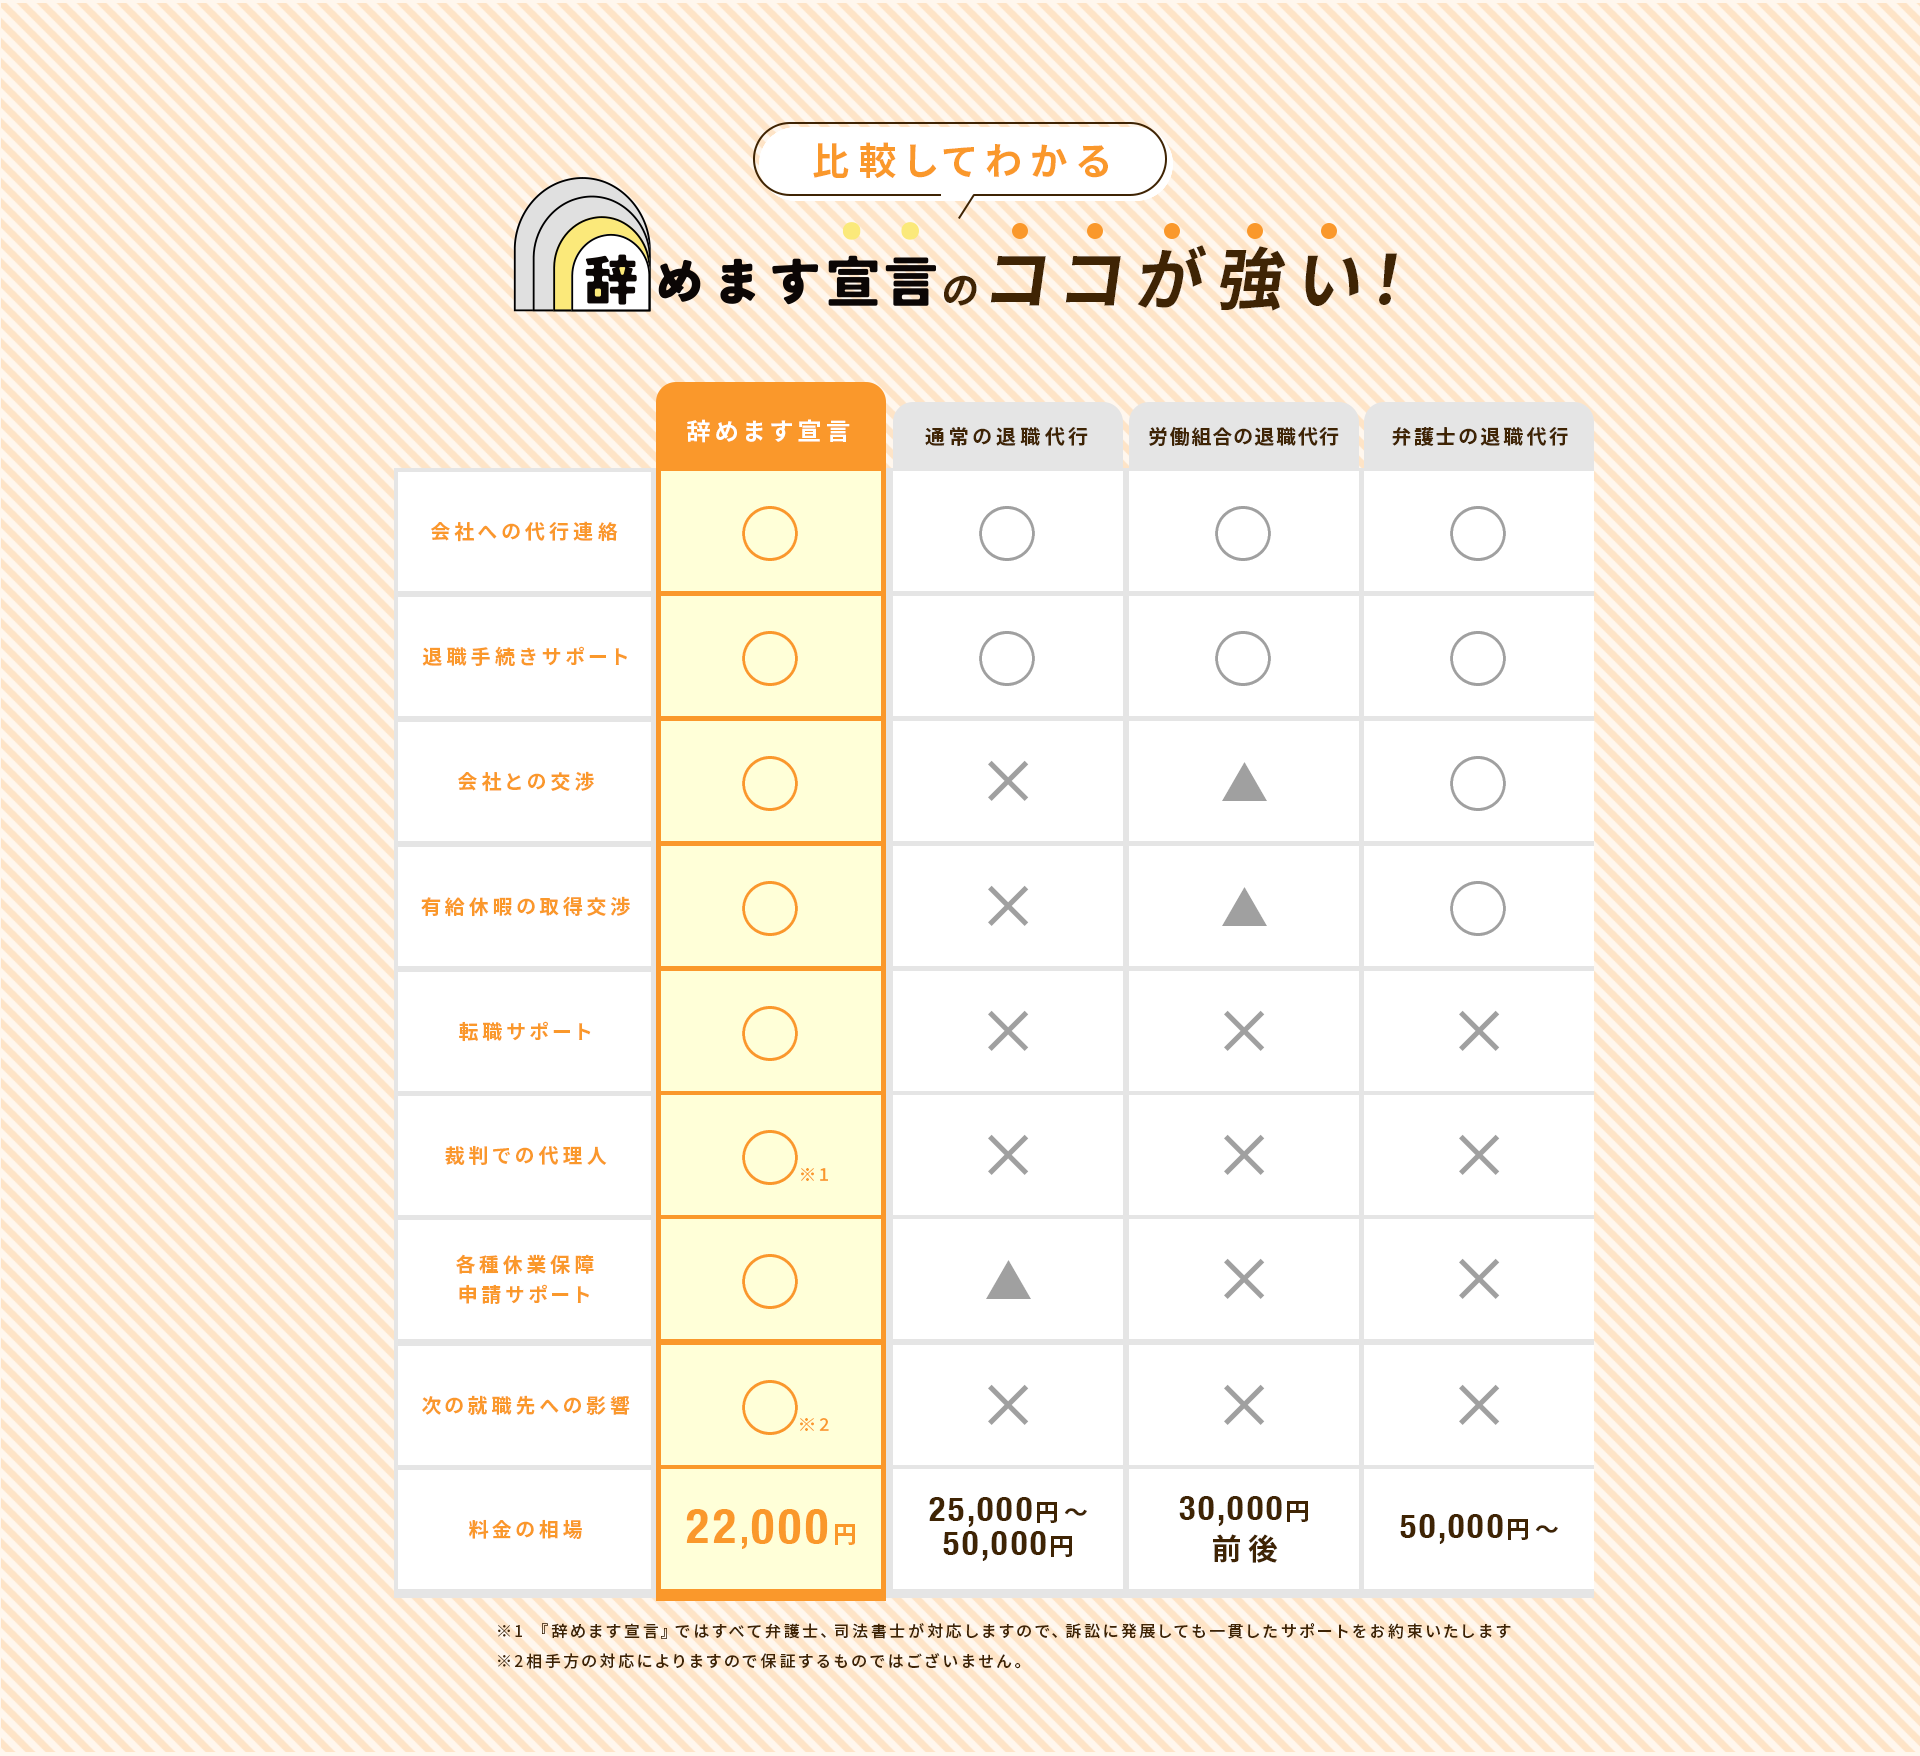 比較してわかる
辞めます宣言のココが強い!
辞めます宣言
通常の退職代行
労働組合の退職代行
弁護士の退職代行
会社への代行連絡
退職手続きサポート
会社との交渉
有給休暇の取得交渉
転職サポート
裁判での代理人
※1
各種休業保障
申請サポート
次の就職先への影響
※2
料金の相場
22,000円
25,000円〜
50,000円
30,000円
前後
50,000円〜
※1 『辞めます宣言』ではすべて弁護士、司法書士が対応しますので、訴訟に発展しても一貫したサポートをお約束いたします
※2相手方の対応によりますので保証するものではございません。